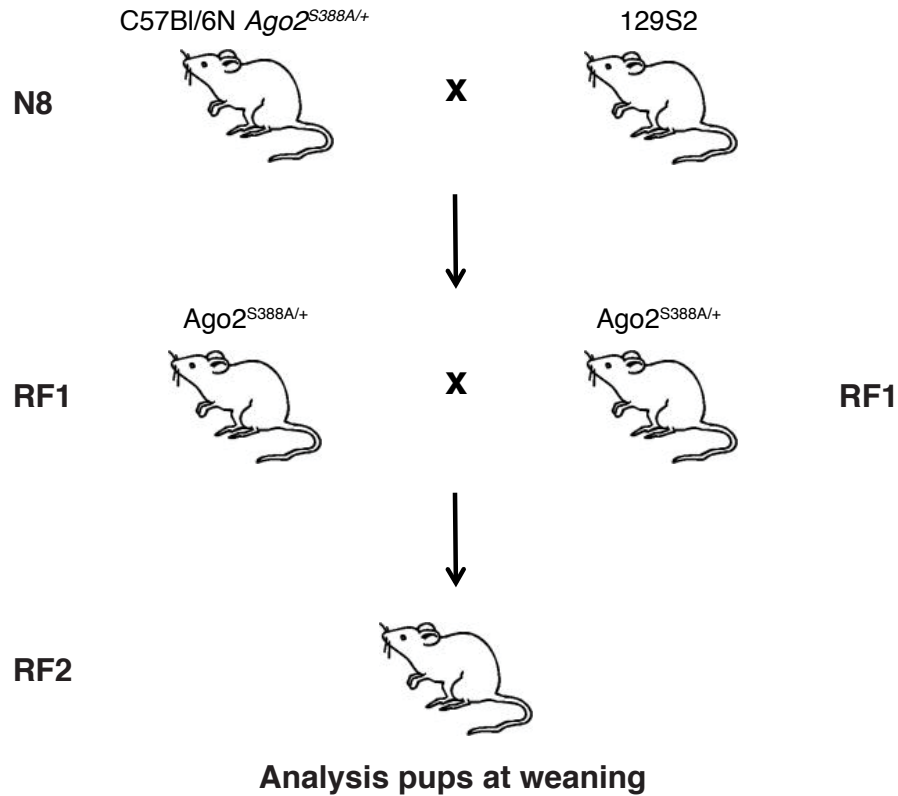 C57Bl/6N Ago2S388A/+ 129S2
N8 x
Ago2S388A/+ Ago2S388A/+
RF1 x RF1
RF2
Analysis pups at weaning